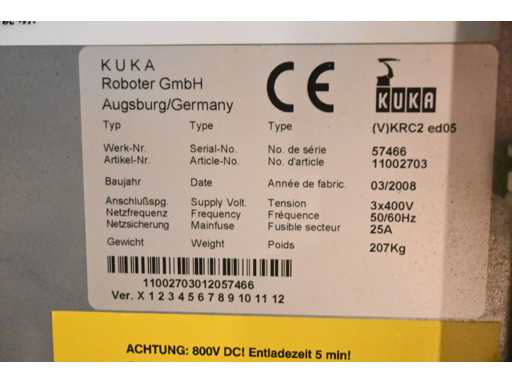 KUKA
Roboter GmbH
Augsburg/Germany
CE
KUKA
Typ Type Type (V)KRC2 ed05
Werk-Nr. Serial-No. No. de série 57466
Artikel-Nr. Article-No. No. d'article 11002703
Baujahr Date Année de fabric. 03/2008
Anschlußspg. Supply Volt. Tension 3x400V
Netzfrequenz Frequency Fréquence 50/60Hz
Netzsicherung Mainfuse Fusible secteur 25A
Gewicht Weight Poids 207Kg
11002703012057466
Ver. X 1 2 3 4 5 6 7 8 9 10 11 12
ACHTUNG: 800V DC! Entladezeit 5 min!